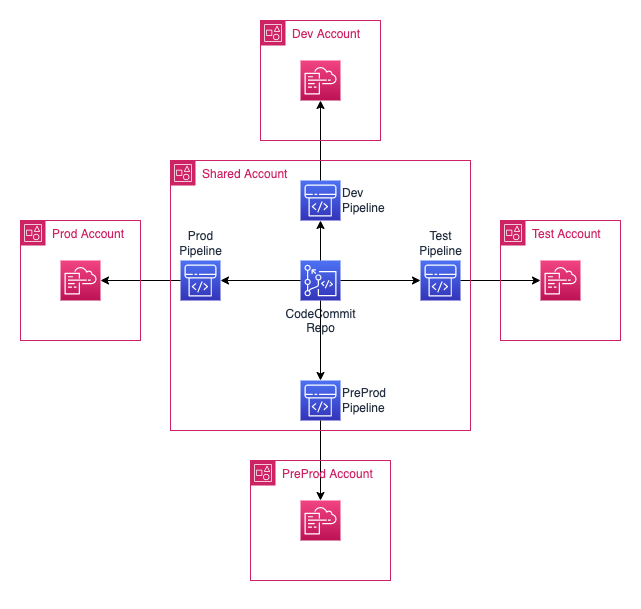 Dev Account
Shared Account
Dev
Pipeline
Prod Account
Prod
Pipeline
Test
Pipeline
Test Account
CodeCommit
Repo
PreProd
Pipeline
PreProd Account